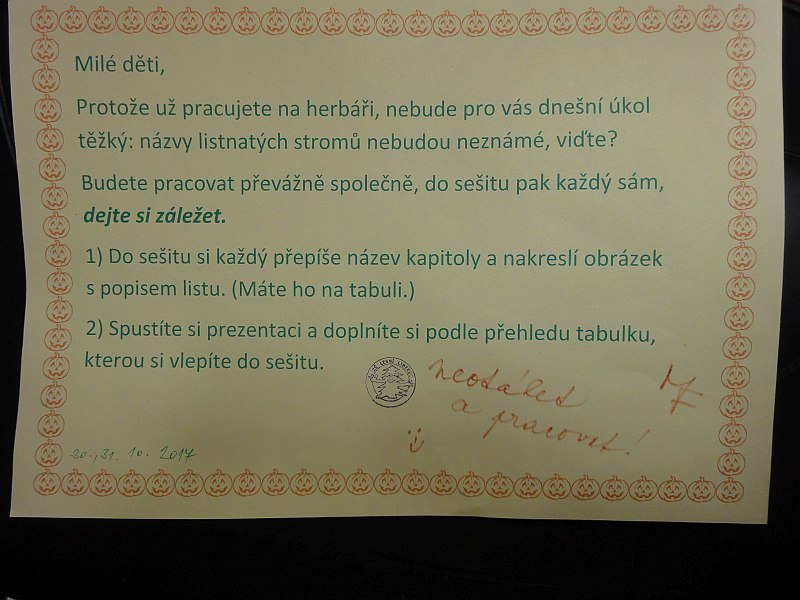 Milé děti,
Protože už pracujete na herbáři, nebude pro vás dnešní úkol
těžký: názvy listnatých stromů nebudou neznámé, viďte?
Budete pracovat převážně společně, do sešitu pak každý sám,
dejte si záležet.
1) Do sešitu si každý přepíše název kapitoly a nakreslí obrázek
s popisem listu. (Máte ho na tabuli.)
2) Spustíte si prezentaci a doplníte si podle přehledu tabulku,
kterou si vlepíte do sešitu.
neotálet
a pracovat!
30., 31. 10. 2017